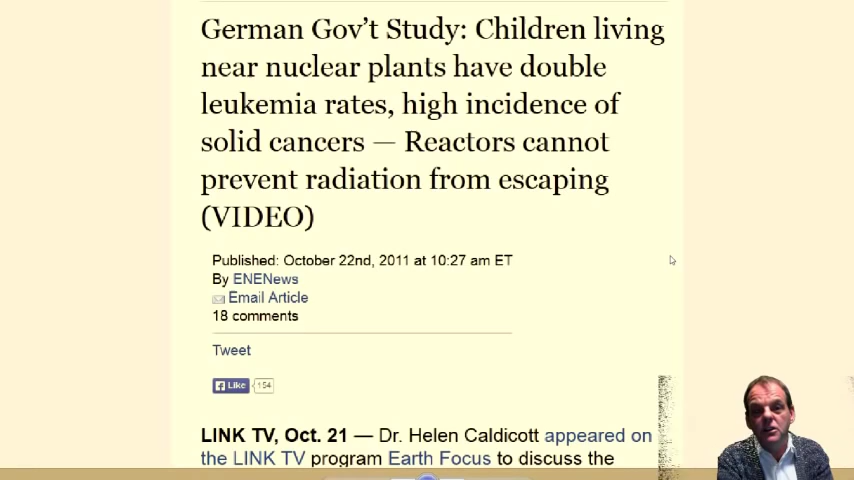 German Gov't Study: Children living
near nuclear plants have double
leukemia rates, high incidence of
solid cancers — Reactors cannot
prevent radiation from escaping
(VIDEO)
Published: October 22nd, 2011 at 10:27 am ET
By ENENews
Email Article
18 comments
Tweet
Like 154
LINK TV, Oct. 21 — Dr. Helen Caldicott appeared on
the LINK TV program Earth Focus to discuss the